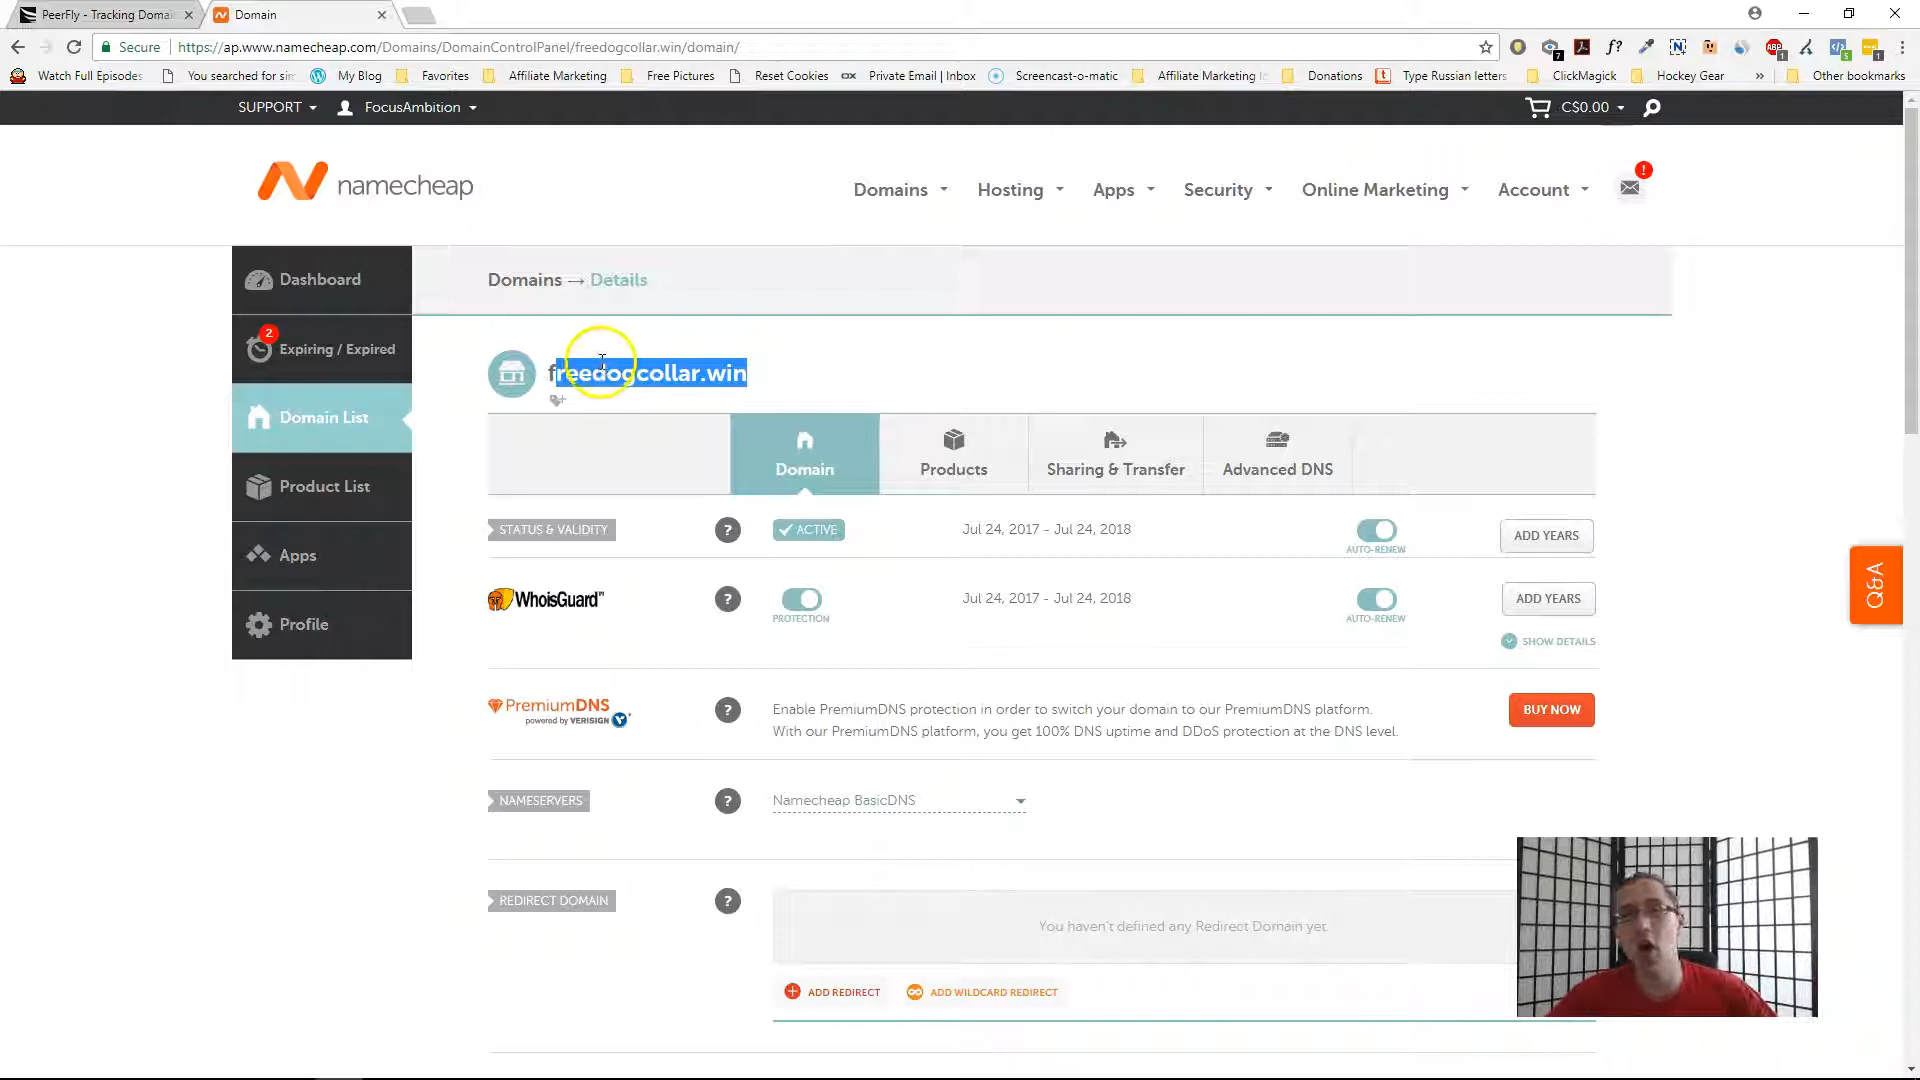 PeerFly - Tracking Domai
Domain
Secure
https://ap.www.namecheap.com/Domains/DomainControlPanel/freedogcollar.win/domain/
Watch Full Episodes
You searched for sim
My Blog
Favorites
Affiliate Marketing
Free Pictures
Reset Cookies
Private Email | Inbox
Screencast-o-matic
Affiliate Marketing
Donations
Type Russian letters
ClickMagick
Hockey Gear
»
Other bookmarks
SUPPORT
FocusAmbition
C$0.00
namecheap
Domains
Hosting
Apps
Security
Online Marketing
Account
!
Dashboard
2
Expiring / Expired
Domain List
Product List
Apps
Profile
Domains → Details
freedogcollar.win
Domain
Products
Sharing & Transfer
Advanced DNS
STATUS & VALIDITY
?
ACTIVE
Jul 24, 2017 - Jul 24, 2018
AUTO-RENEW
ADD YEARS
WhoisGuard™
?
PROTECTION
Jul 24, 2017 - Jul 24, 2018
AUTO-RENEW
ADD YEARS
SHOW DETAILS
PremiumDNS
powered by VERISIGN
?
Enable PremiumDNS protection in order to switch your domain to our PremiumDNS platform.
With our PremiumDNS platform, you get 100% DNS uptime and DDoS protection at the DNS level.
BUY NOW
NAMESERVERS
?
Namecheap BasicDNS
REDIRECT DOMAIN
?
You haven't defined any Redirect Domain yet.
ADD REDIRECT
ADD WILDCARD REDIRECT
Q&A